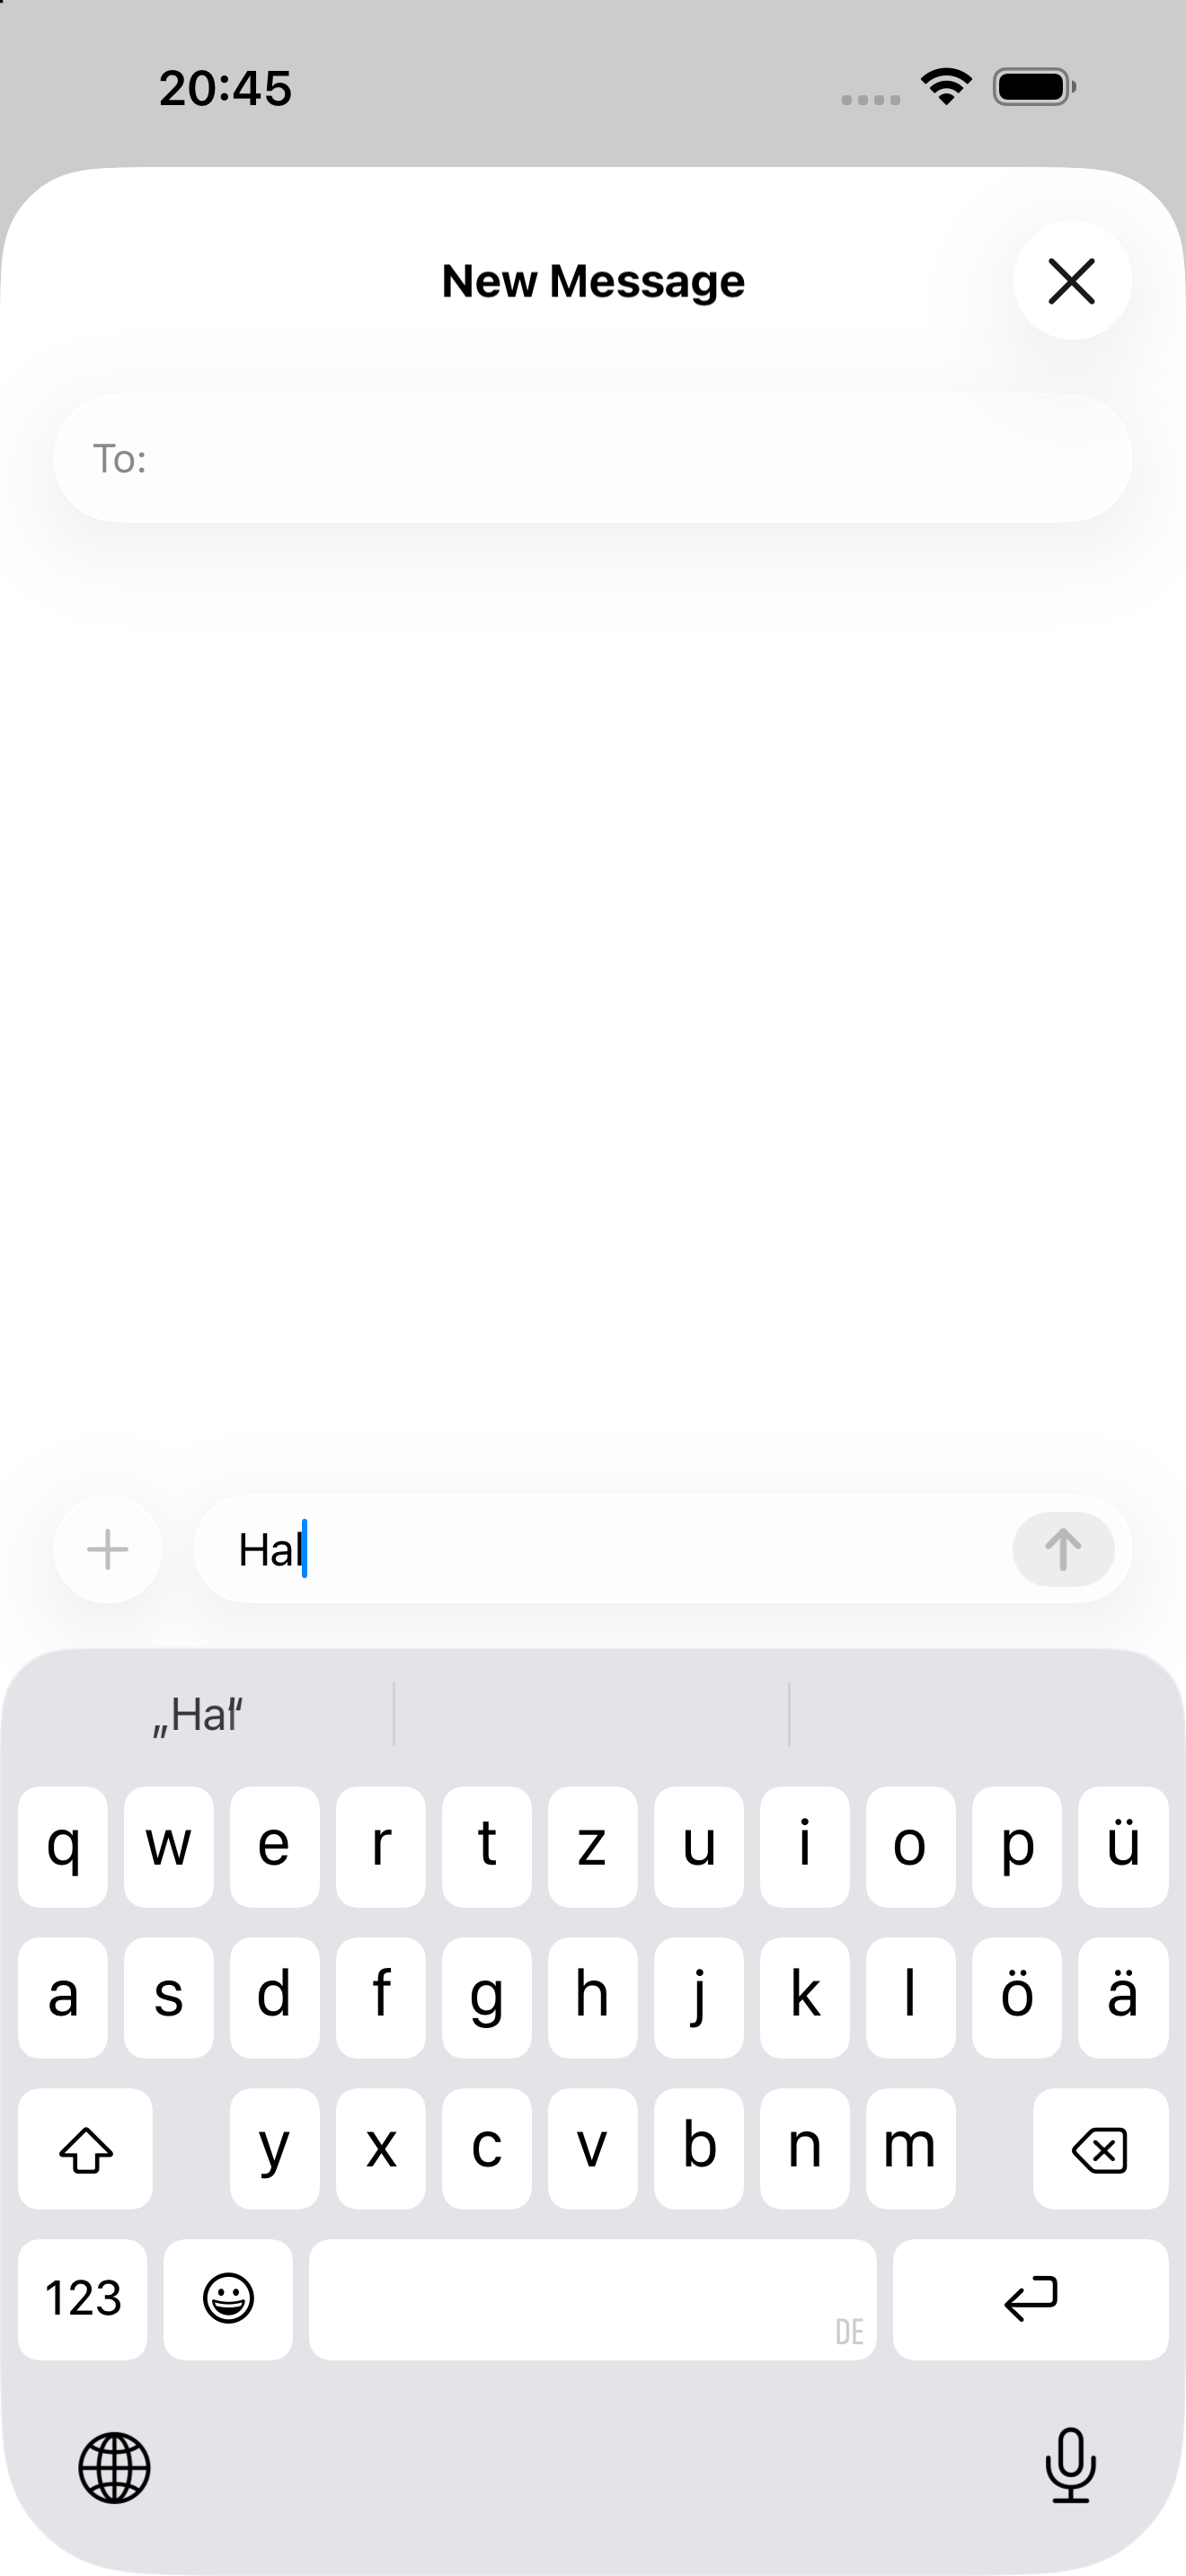 20:45
New Message
To:
Hal
„Hal“
q w e r t z u i o p ü
a s d f g h j k l ö ä
y x c v b n m
123
DE